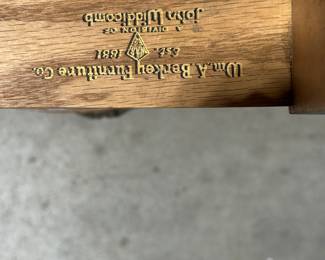 Wm. A. Berkey Furniture Co.
Est. 1881
A DIVISION OF
John Widdicomb